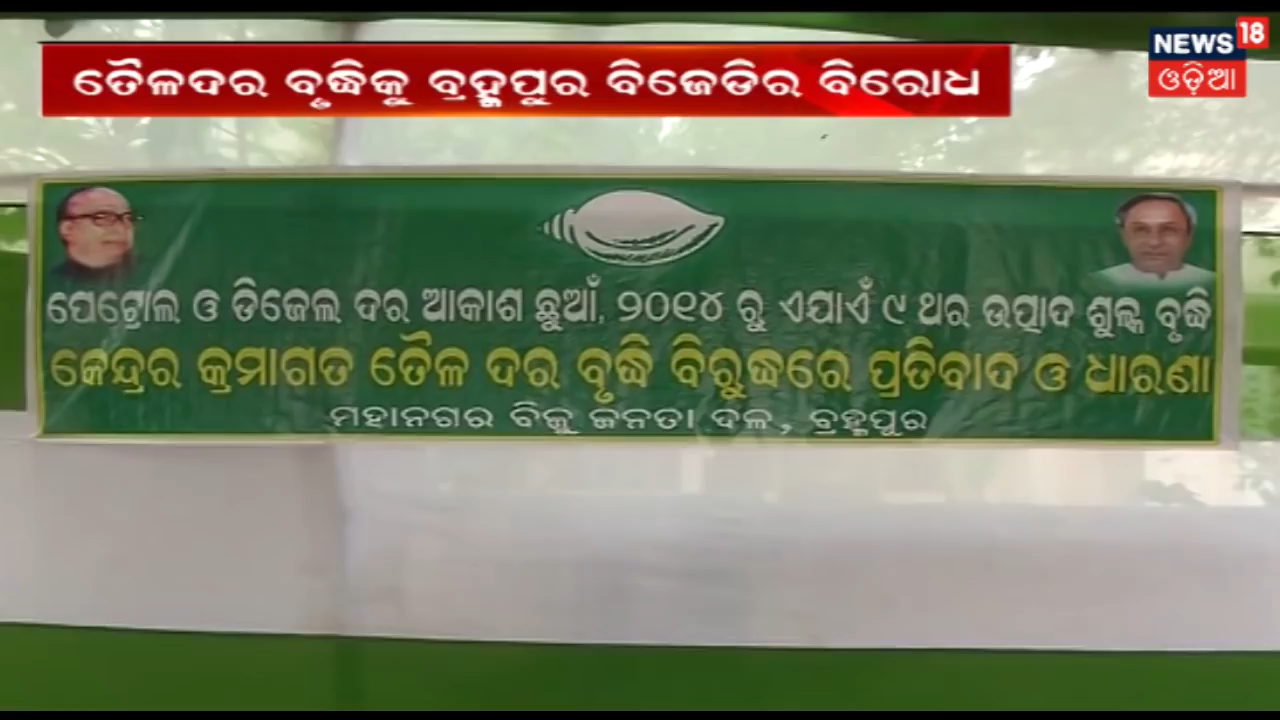 ତୈଳଦର ବୃଦ୍ଧିକୁ ବ୍ରହ୍ମପୁର ବିଜେଡିର ବିରୋଧ
NEWS 18
ଓଡ଼ିଆ
ପେଟ୍ରୋଲ ଓ ଡିଜେଲ ଦର ଆକାଶ ଛୁଆଁ, ୨୦୧୪ ରୁ ଏଯାଏଁ ୯ ଥର ଉତ୍ପାଦ ଶୁଳ୍କ ବୃଦ୍ଧି
କେନ୍ଦ୍ରର କ୍ରମାଗତ ତୈଳ ଦର ବୃଦ୍ଧି ବିରୁଦ୍ଧରେ ପ୍ରତିବାଦ ଓ ଧାରଣା
ମହାନଗର ବିଜୁ ଜନତା ଦଳ, ବ୍ରହ୍ମପୁର